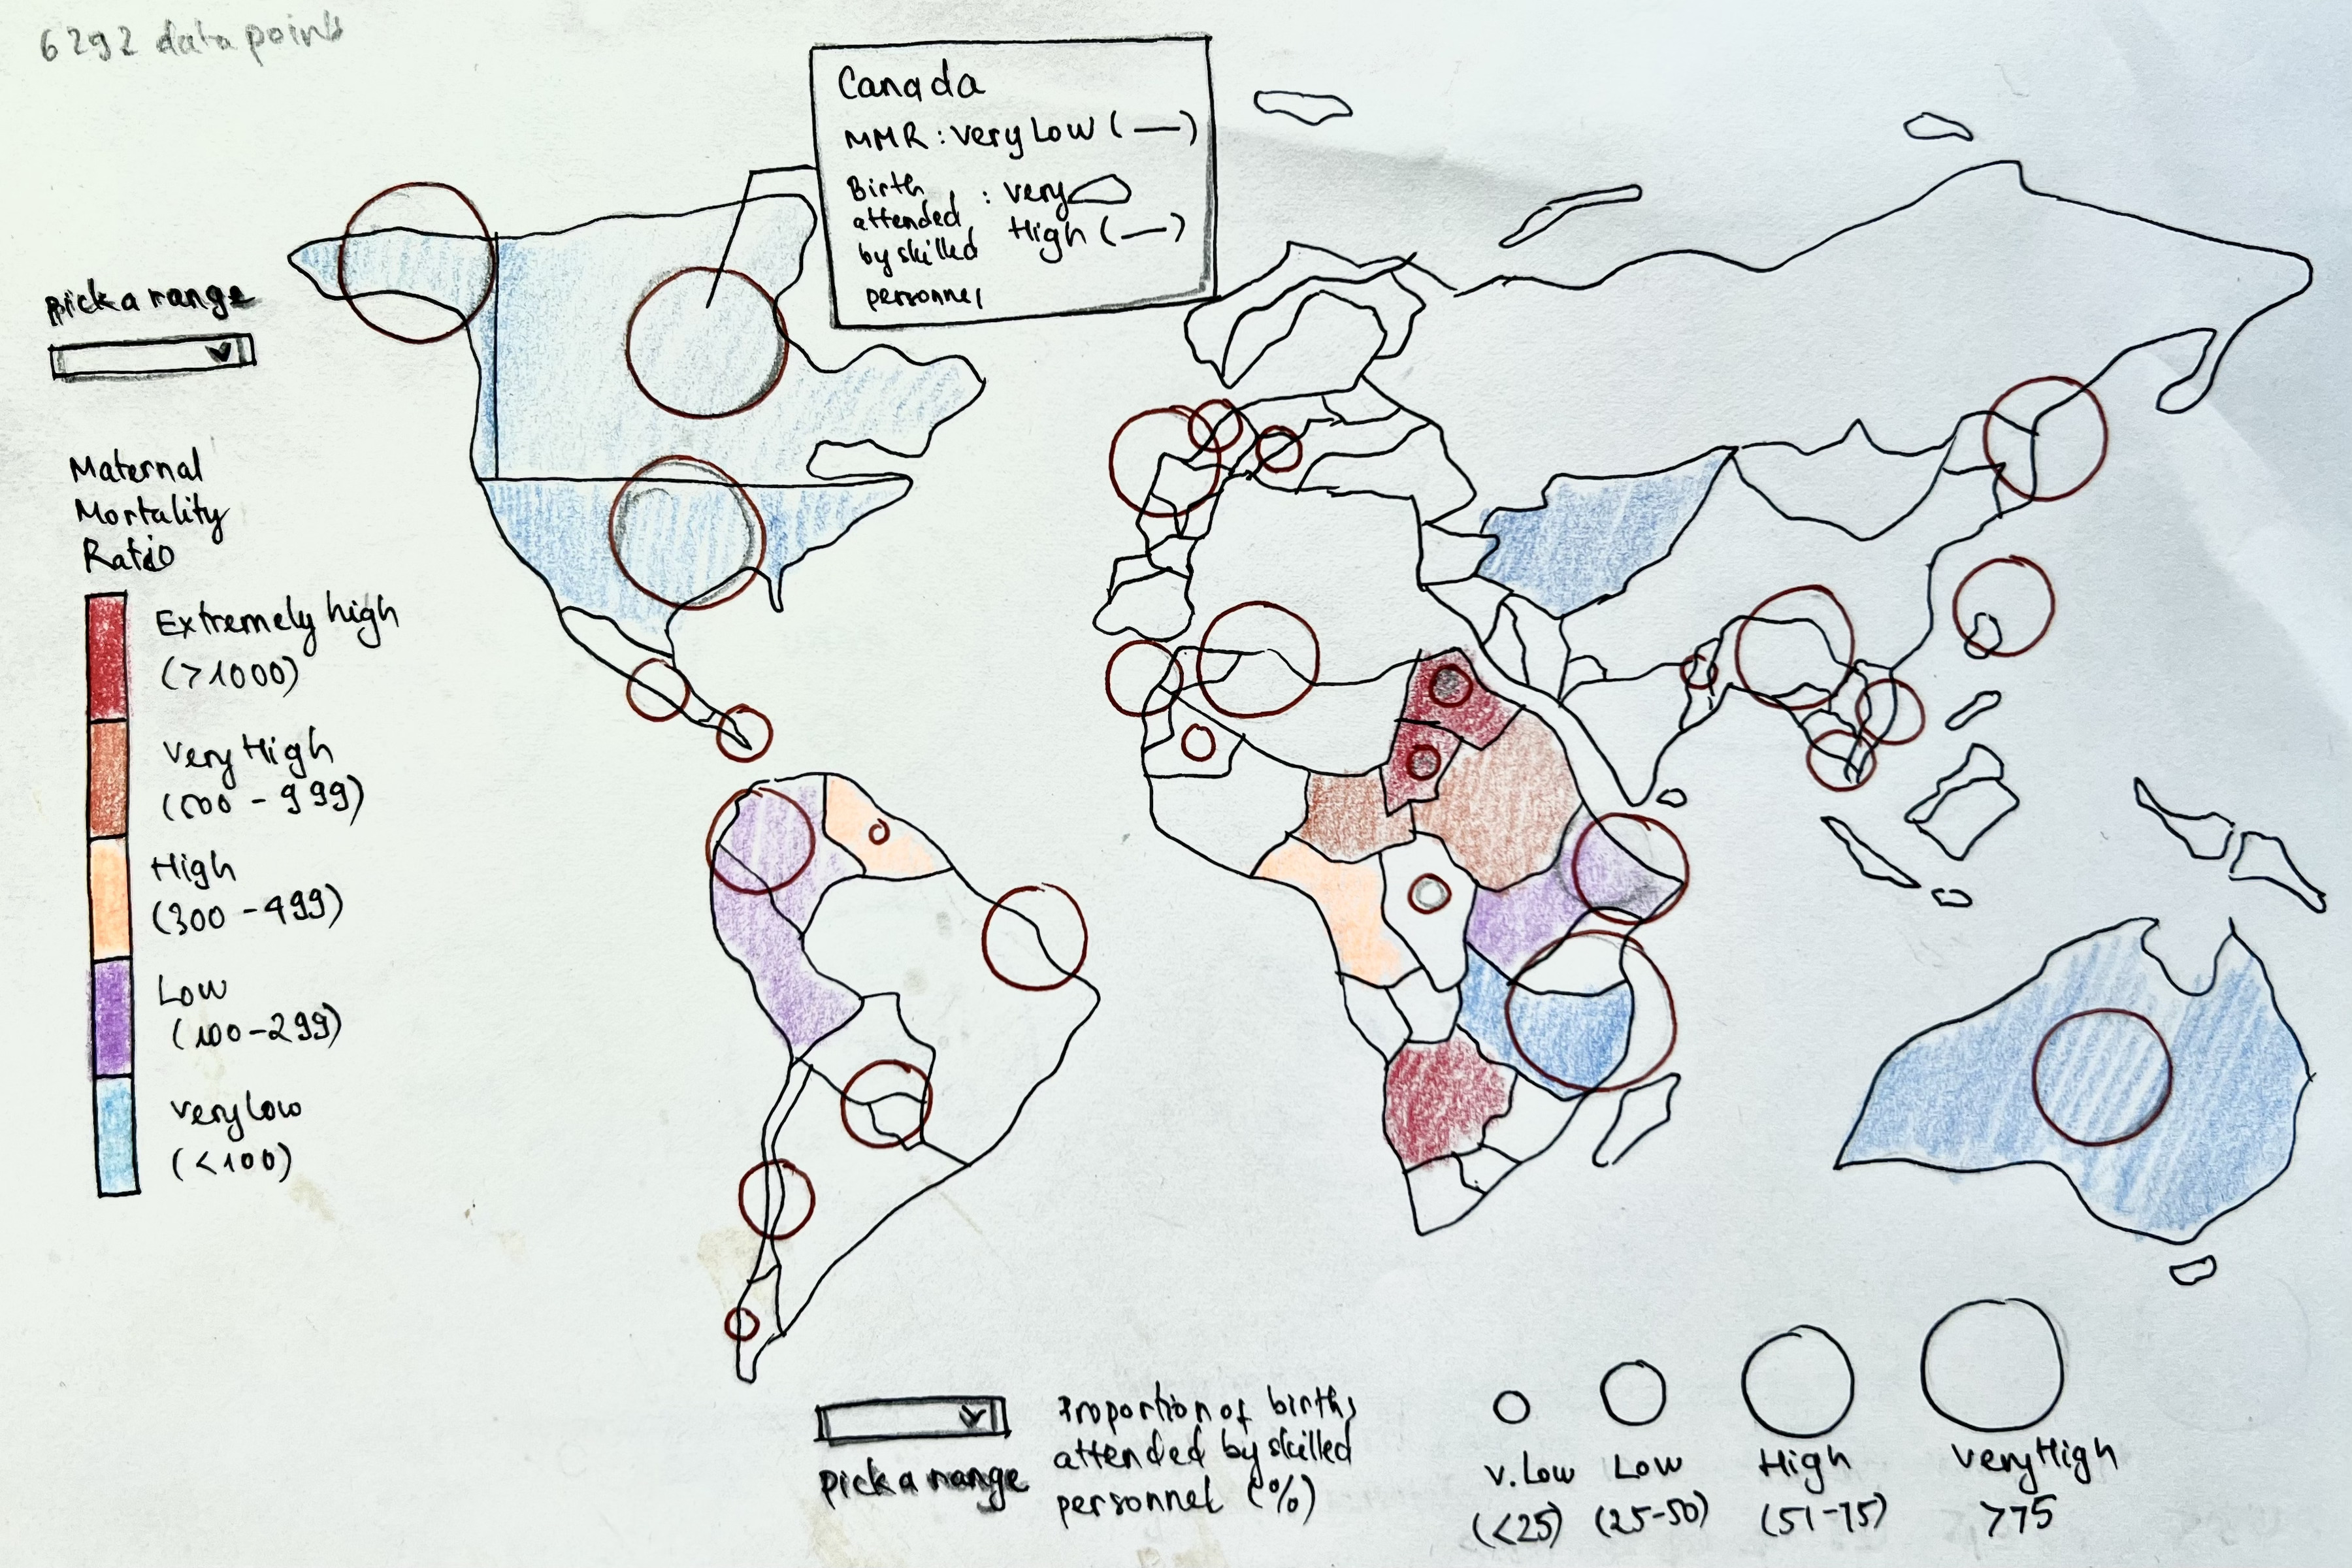 6292 data points
Canada
MMR : very Low ( — )
Birth attended by skilled personnel : very High ( — )
pick a range
Maternal
Mortality
Ratio
Extremely high
(>1000)
very High
(500 - 999)
High
(300 - 499)
Low
(100 - 299)
very low
(<100)
pick a range
Proportion of births
attended by skilled
personnel (%)
v. Low
(<25)
Low
(25-50)
High
(51-75)
very High
>75